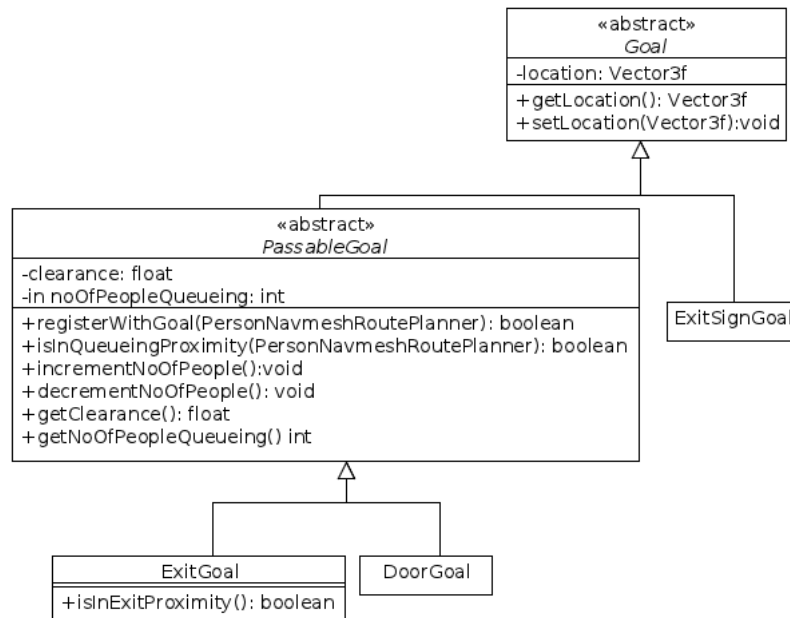 «abstract»
Goal
-location: Vector3f
+getLocation(): Vector3f
+setLocation(Vector3f):void
«abstract»
PassableGoal
-clearance: float
-in noOfPeopleQueueing: int
+registerWithGoal(PersonNavmeshRoutePlanner): boolean
+isInQueueingProximity(PersonNavmeshRoutePlanner): boolean
+incrementNoOfPeople():void
+decrementNoOfPeople(): void
+getClearance(): float
+getNoOfPeopleQueueing() int
ExitSignGoal
ExitGoal
+isInExitProximity(): boolean
DoorGoal